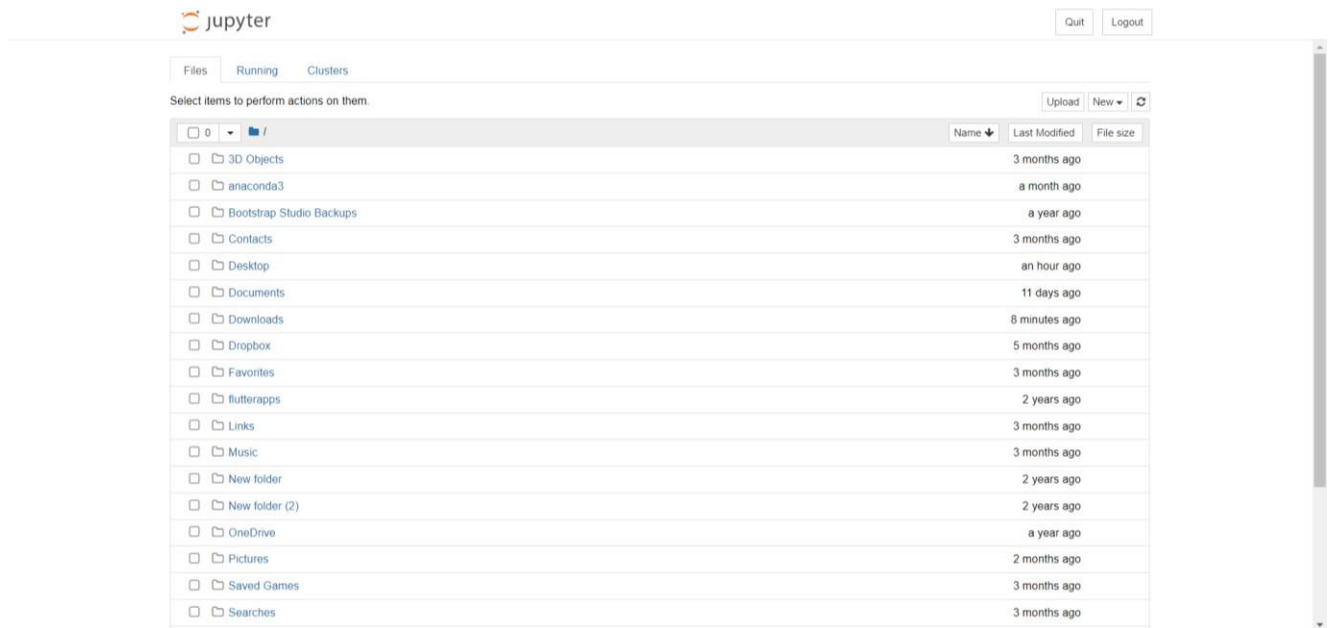 jupyter
Quit Logout
Files Running Clusters
Select items to perform actions on them.
Upload New
0 / Name Last Modified File size
3D Objects 3 months ago
anaconda3 a month ago
Bootstrap Studio Backups a year ago
Contacts 3 months ago
Desktop an hour ago
Documents 11 days ago
Downloads 8 minutes ago
Dropbox 5 months ago
Favorites 3 months ago
flutterapps 2 years ago
Links 3 months ago
Music 3 months ago
New folder 2 years ago
New folder (2) 2 years ago
OneDrive a year ago
Pictures 2 months ago
Saved Games 3 months ago
Searches 3 months ago